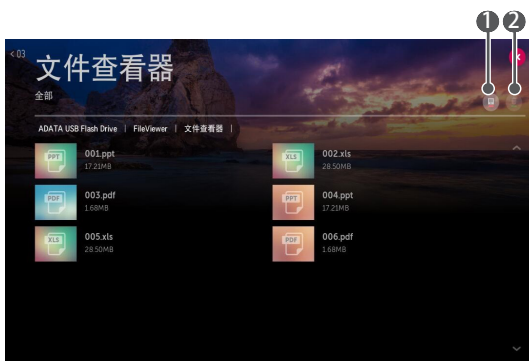 1 2
< 03
文件查看器
全部
ADATA USB Flash Drive | FileViewer | 文件查看器 |
PPT 001.ppt
17.21MB
XLS 002.xls
28.50MB
PDF 003.pdf
1.68MB
PPT 004.ppt
17.21MB
XLS 005.xls
28.50MB
PDF 006.pdf
1.68MB